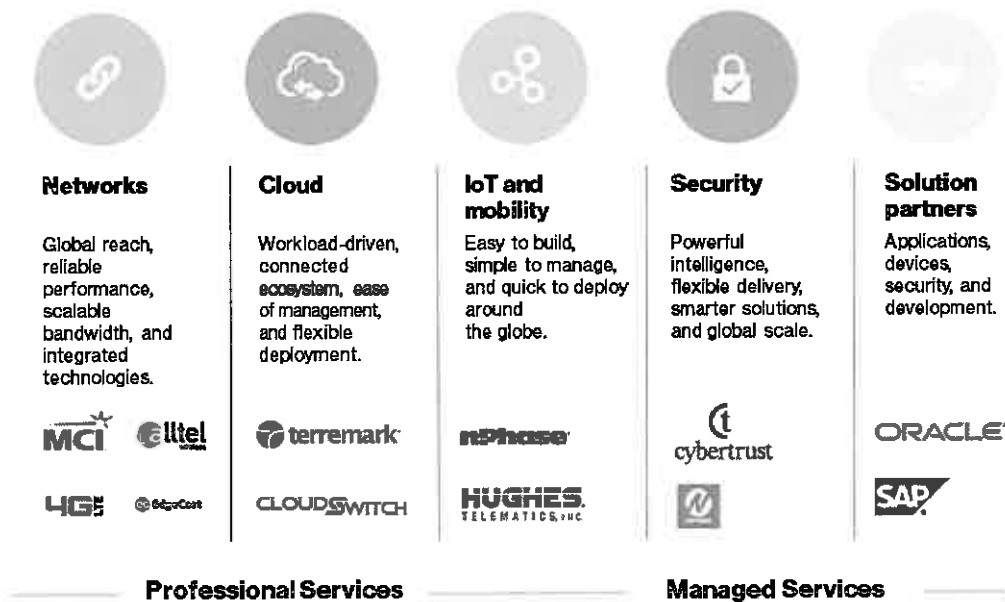 Networks
Global reach,
reliable
performance,
scalable
bandwidth, and
integrated
technologies.
MCI
alltel
wireless
4G LTE
EdgeCast
Cloud
Workload-driven,
connected
ecosystem, ease
of management,
and flexible
deployment.
terremark
CLOUDSWITCH
IoT and
mobility
Easy to build,
simple to manage,
and quick to deploy
around
the globe.
nPhase
HUGHES.
TELEMATICS, INC.
Security
Powerful
intelligence,
flexible delivery,
smarter solutions,
and global scale.
cybertrust
Solution
partners
Applications,
devices,
security, and
development.
ORACLE
SAP
Professional Services
Managed Services